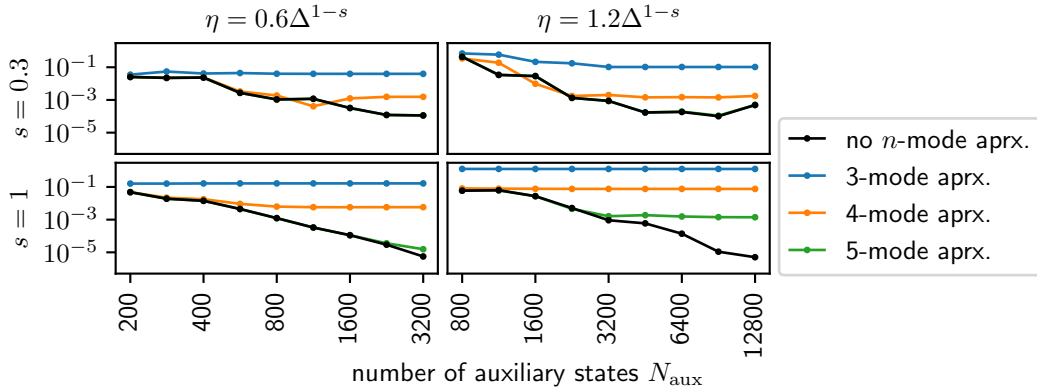 η = 0.6Δ^{1−s}
η = 1.2Δ^{1−s}
s = 0.3
10^{−1}
10^{−3}
10^{−5}
s = 1
10^{−1}
10^{−3}
10^{−5}
200
400
800
1600
3200
800
1600
3200
6400
12800
number of auxiliary states N_{aux}
no n-mode aprx.
3-mode aprx.
4-mode aprx.
5-mode aprx.